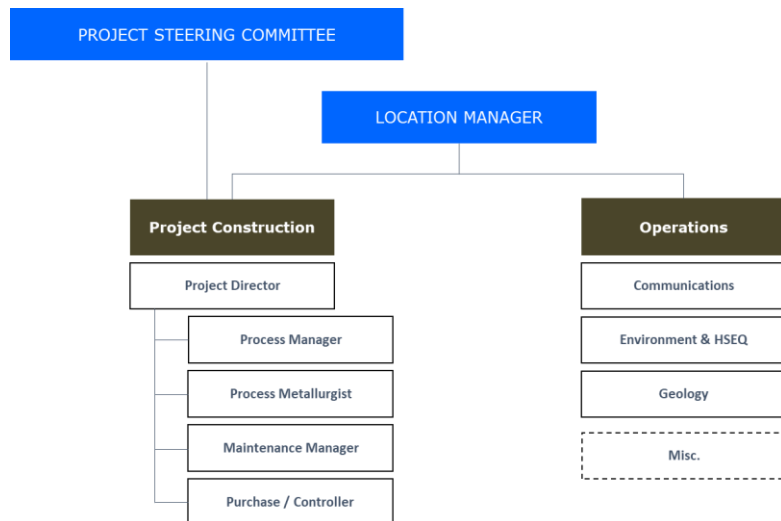 PROJECT STEERING COMMITTEE
LOCATION MANAGER
Project Construction
Project Director
Process Manager
Process Metallurgist
Maintenance Manager
Purchase / Controller
Operations
Communications
Environment & HSEQ
Geology
Misc.